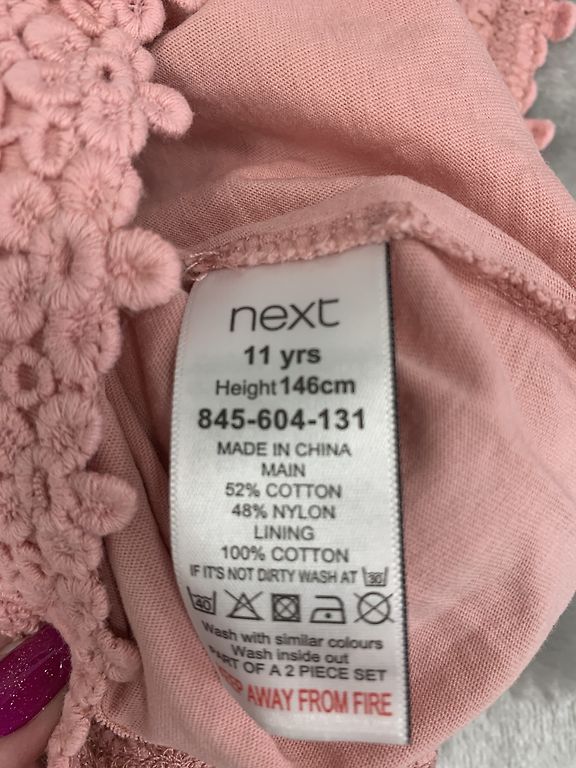 next
11 yrs
Height 146cm
845-604-131
MADE IN CHINA
MAIN
52% COTTON
48% NYLON
LINING
100% COTTON
IF IT'S NOT DIRTY WASH AT 30
40
Wash with similar colours
Wash inside out
PART OF A 2 PIECE SET
AWAY FROM FIRE